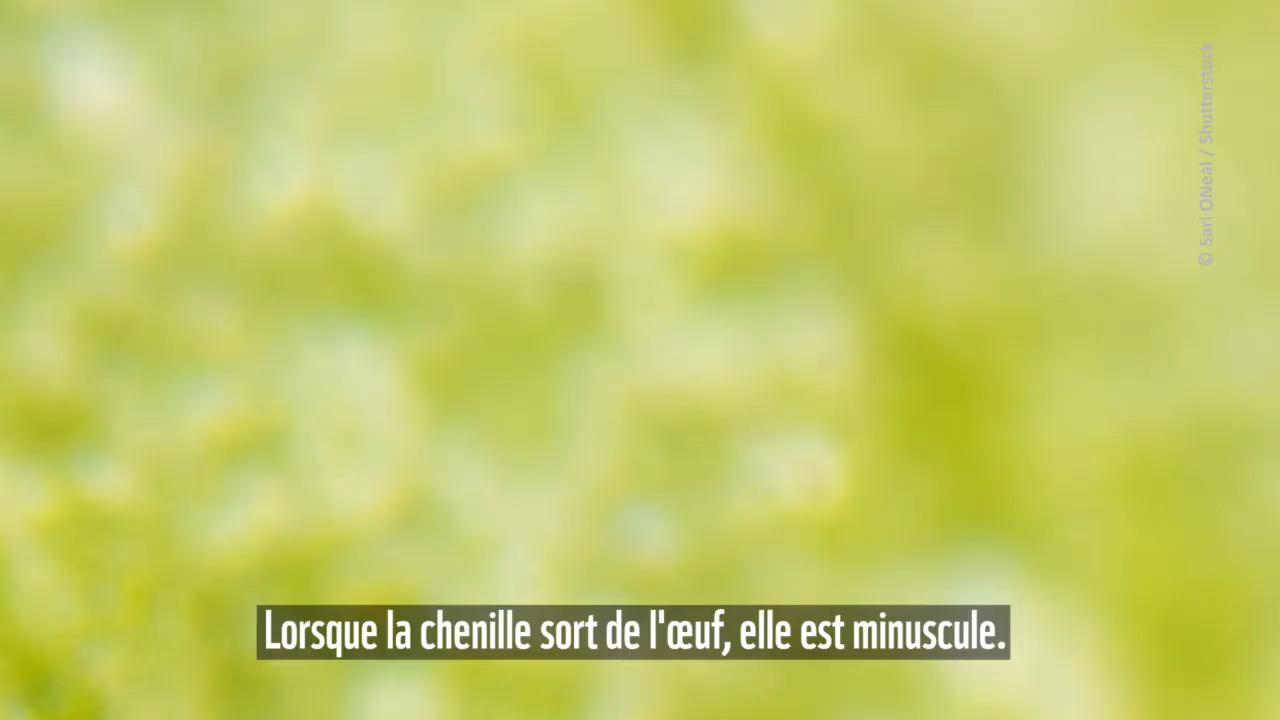 © Sari ONeal / Shutterstock
Lorsque la chenille sort de l'œuf, elle est minuscule.